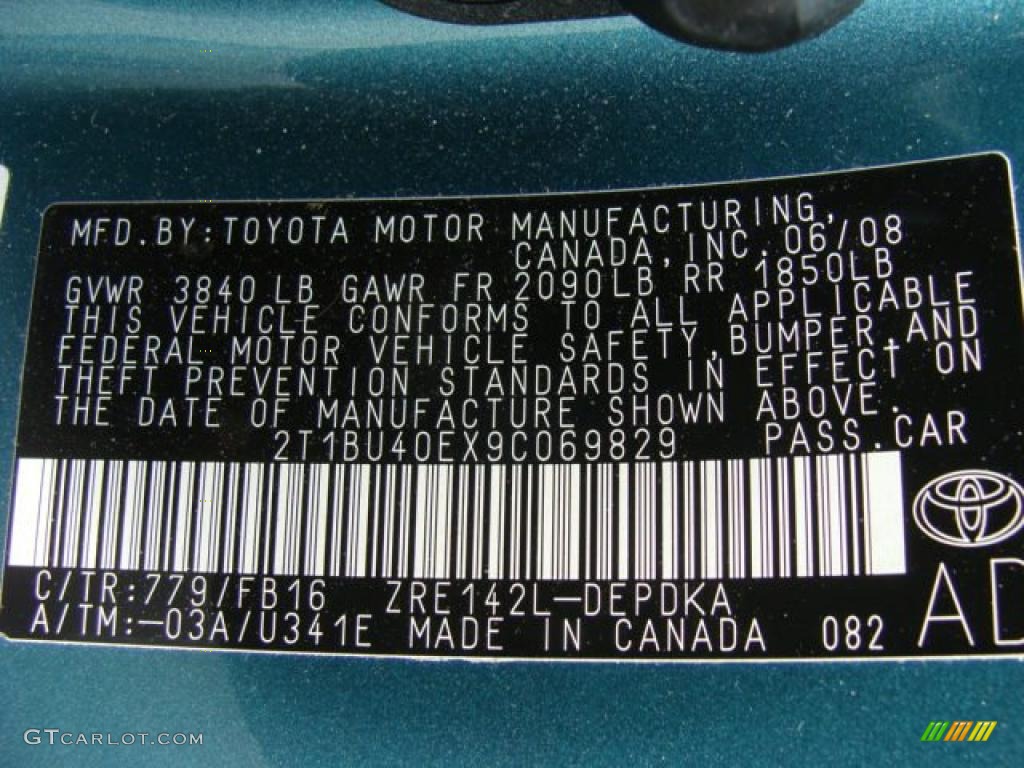 MFD.BY:TOYOTA MOTOR MANUFACTURING,
CANADA,INC. 06/08
GVWR 3840 LB GAWR FR 2090LB RR 1850LB
THIS VEHICLE CONFORMS TO ALL APPLICABLE
FEDERAL MOTOR VEHICLE SAFETY,BUMPER,AND
THEFT PREVENTION STANDARDS IN EFFECT ON
THE DATE OF MANUFACTURE SHOWN ABOVE.
2T1BU40EX9C069829 PASS.CAR
C/TR:779/FB16 ZRE142L-DEPDKA
A/TM:-03A/U341E MADE IN CANADA 082 AD
GTCARLOT.COM